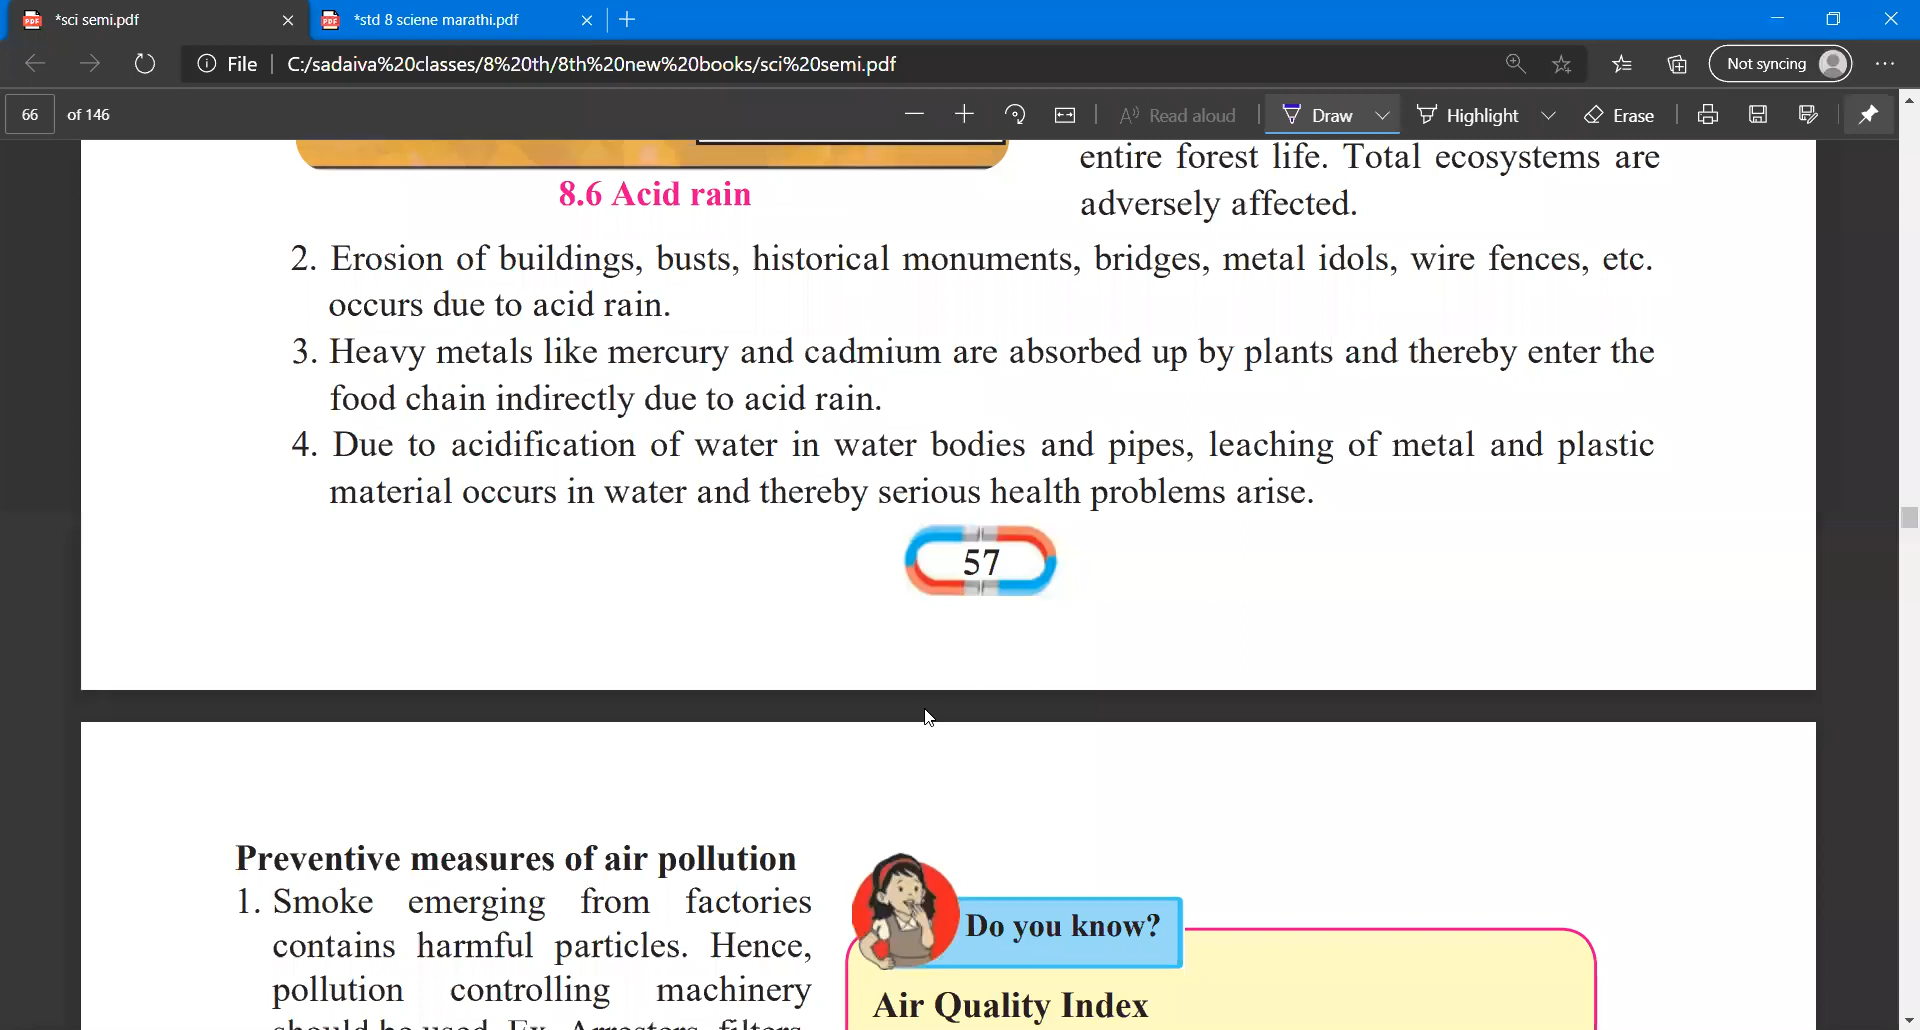 *sci semi.pdf
*std 8 sciene marathi.pdf
File
C:/sadaiva%20classes/8%20th/8th%20new%20books/sci%20semi.pdf
Not syncing
66 of 146
Read aloud
Draw
Highlight
Erase
entire forest life. Total ecosystems are
adversely affected.
8.6 Acid rain
2. Erosion of buildings, busts, historical monuments, bridges, metal idols, wire fences, etc.
occurs due to acid rain.
3. Heavy metals like mercury and cadmium are absorbed up by plants and thereby enter the
food chain indirectly due to acid rain.
4. Due to acidification of water in water bodies and pipes, leaching of metal and plastic
material occurs in water and thereby serious health problems arise.
57
Preventive measures of air pollution
1. Smoke emerging from factories
contains harmful particles. Hence,
pollution controlling machinery
should be used. Ex. Arresters, filters.
Do you know?
Air Quality Index